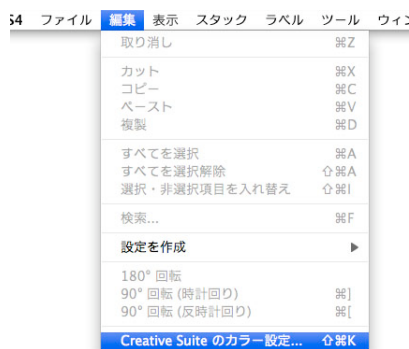 S4 ファイル 編集 表示 スタック ラベル ツール ウィン
取り消し ⌘Z
カット ⌘X
コピー ⌘C
ペースト ⌘V
複製 ⌘D
すべてを選択 ⌘A
すべてを選択解除 ⇧⌘A
選択・非選択項目を入れ替え ⇧⌘I
検索... ⌘F
設定を作成 ▶
180° 回転
90° 回転 (時計回り) ⌘]
90° 回転 (反時計回り) ⌘[
Creative Suite のカラー設定... ⇧⌘K